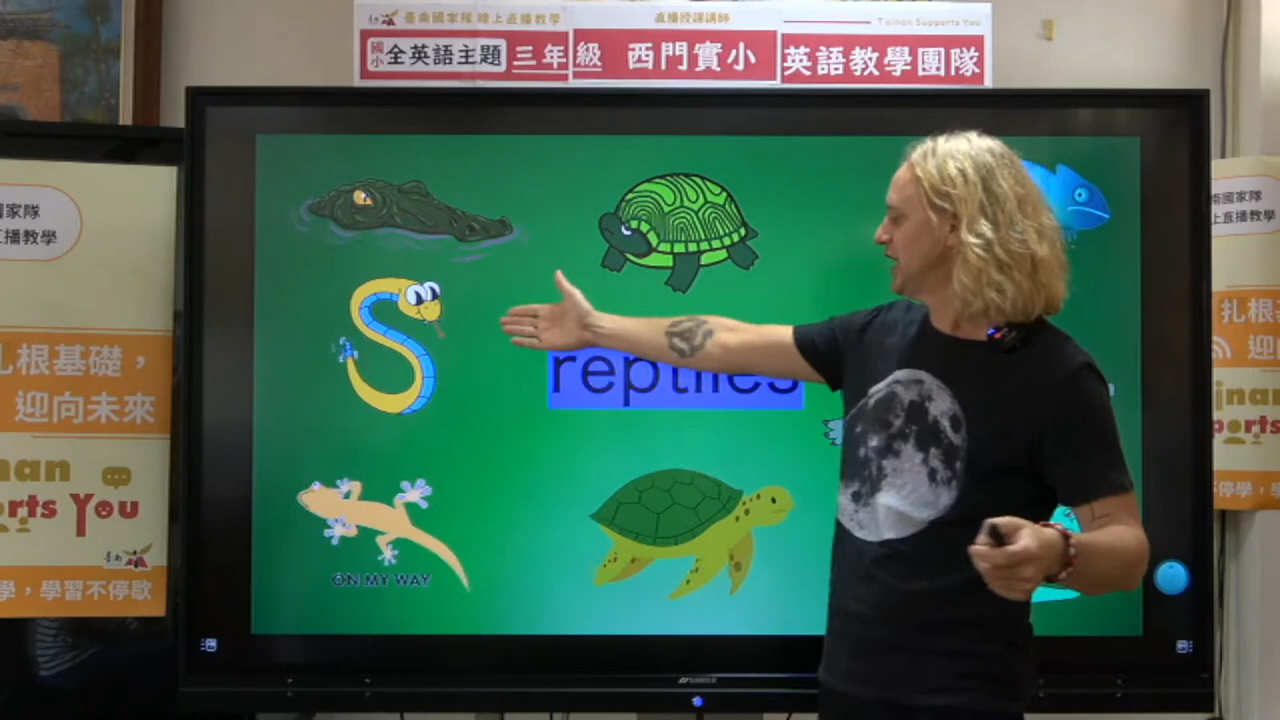 臺南國家隊 線上直播教學
直播授課講師
Tainan Supports You
國小 全英語主題 三年級 西門實小 英語教學團隊
國家隊
直播教學
扎根基礎，
迎向未來
nan
orts You
臺南
學，學習不停歇
reptiles
ON MY WAY
南國家隊
上直播教學
扎根
迎向
inan
ports
不停學，學